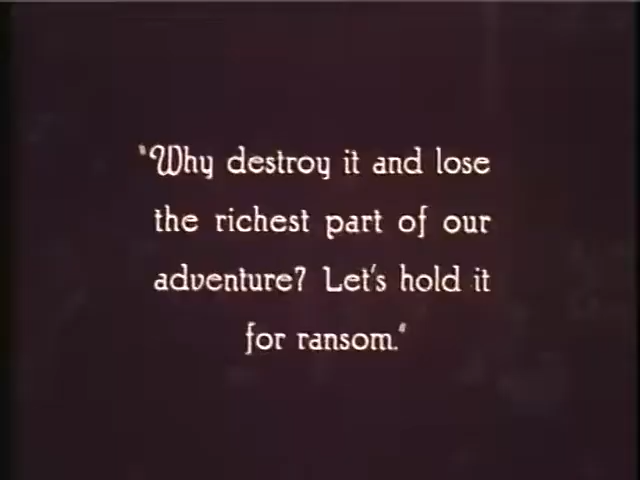 "Why destroy it and lose
the richest part of our
adventure? Let's hold it
for ransom."